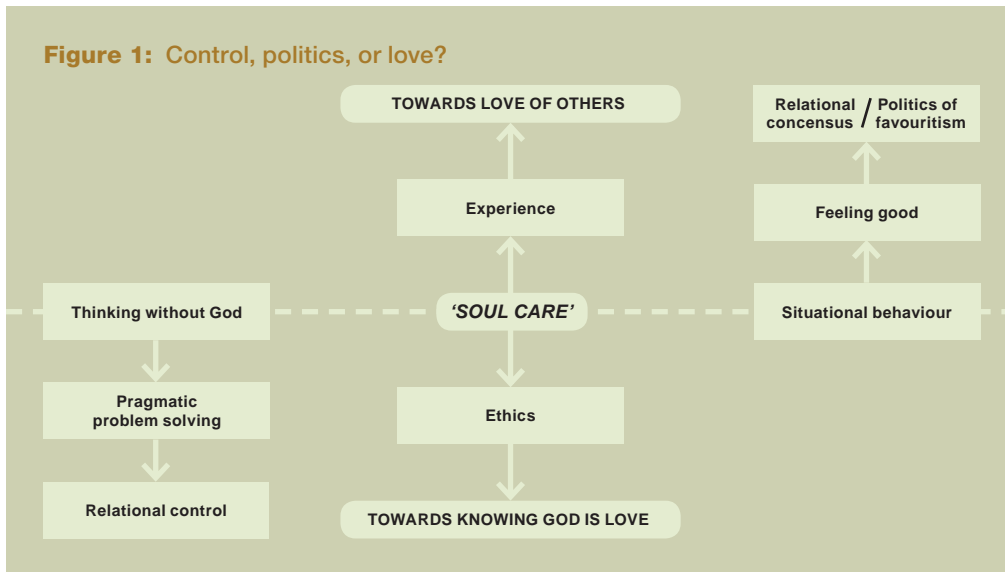 Figure 1: Control, politics, or love?
TOWARDS LOVE OF OTHERS
Relational / Politics of
concensus / favouritism
Experience
Feeling good
Thinking without God
'SOUL CARE'
Situational behaviour
Pragmatic
problem solving
Ethics
Relational control
TOWARDS KNOWING GOD IS LOVE